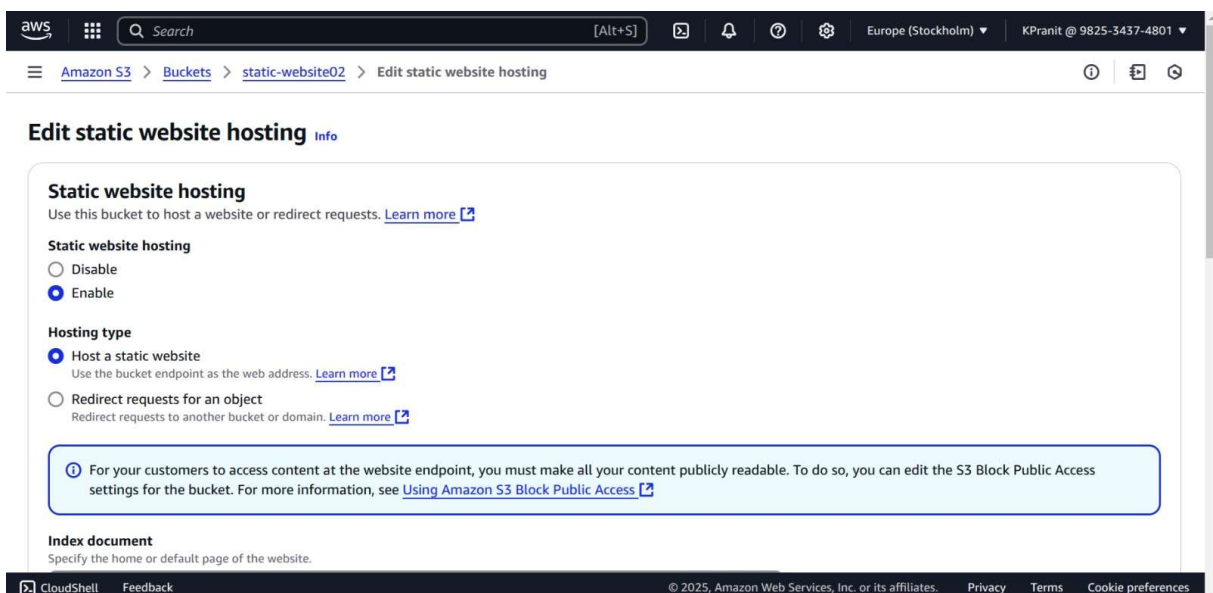 aws
Search [Alt+S] Europe (Stockholm) ▼ KPranit @ 9825-3437-4801 ▼
Amazon S3 > Buckets > static-website02 > Edit static website hosting
Edit static website hosting Info
Static website hosting
Use this bucket to host a website or redirect requests. Learn more
Static website hosting
Disable
Enable
Hosting type
Host a static website
Use the bucket endpoint as the web address. Learn more
Redirect requests for an object
Redirect requests to another bucket or domain. Learn more
For your customers to access content at the website endpoint, you must make all your content publicly readable. To do so, you can edit the S3 Block Public Access
settings for the bucket. For more information, see Using Amazon S3 Block Public Access
Index document
Specify the home or default page of the website.
CloudShell Feedback © 2025, Amazon Web Services, Inc. or its affiliates. Privacy Terms Cookie preferences